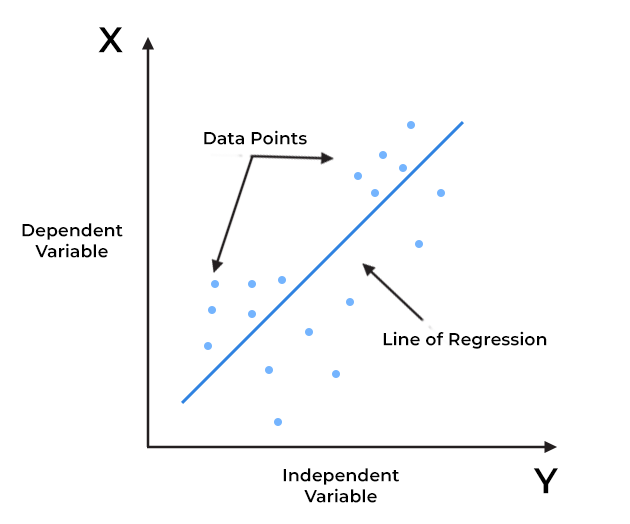 X
Data Points
Dependent
Variable
Line of Regression
Independent
Variable
Y